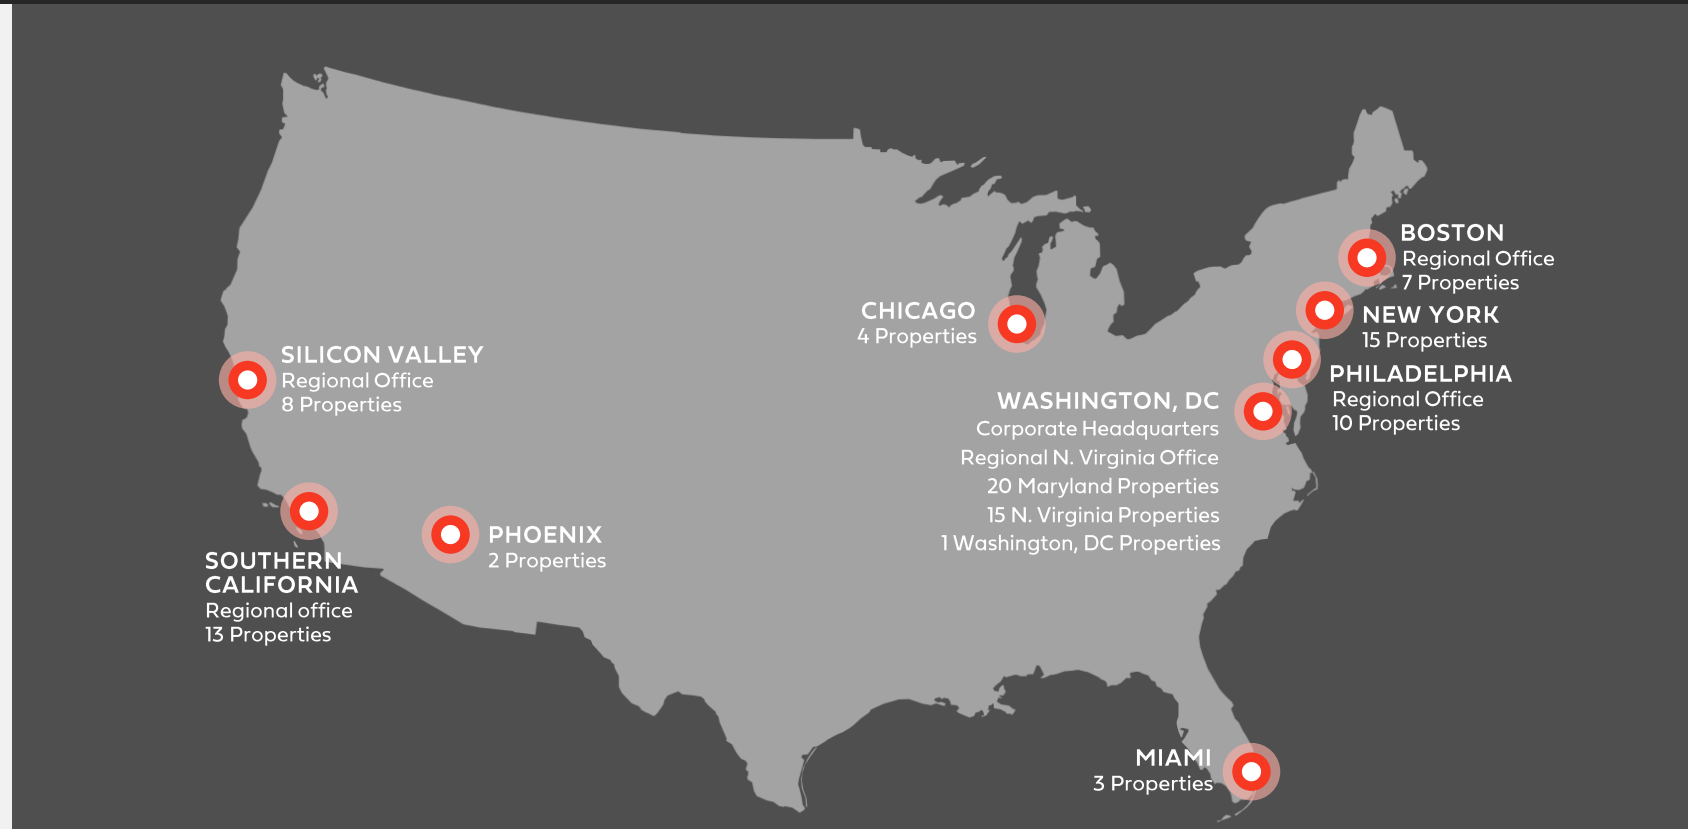 BOSTON
Regional Office
7 Properties
CHICAGO
4 Properties
NEW YORK
15 Properties
SILICON VALLEY
Regional Office
8 Properties
PHILADELPHIA
Regional Office
10 Properties
WASHINGTON, DC
Corporate Headquarters
Regional N. Virginia Office
20 Maryland Properties
15 N. Virginia Properties
1 Washington, DC Properties
PHOENIX
2 Properties
SOUTHERN
CALIFORNIA
Regional office
13 Properties
MIAMI
3 Properties